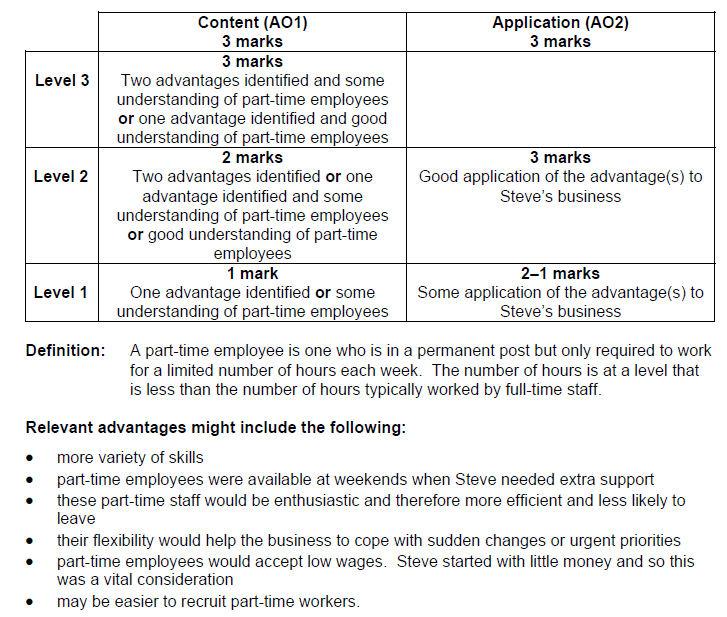 Content (AO1)
3 marks
Application (AO2)
3 marks
Level 3
3 marks
Two advantages identified and some
understanding of part-time employees
or one advantage identified and good
understanding of part-time employees
Level 2
2 marks
Two advantages identified or one
advantage identified and some
understanding of part-time employees
or good understanding of part-time
employees
3 marks
Good application of the advantage(s) to
Steve's business
Level 1
1 mark
One advantage identified or some
understanding of part-time employees
2–1 marks
Some application of the advantage(s) to
Steve's business
Definition: A part-time employee is one who is in a permanent post but only required to work
for a limited number of hours each week. The number of hours is at a level that
is less than the number of hours typically worked by full-time staff.
Relevant advantages might include the following:
• more variety of skills
• part-time employees were available at weekends when Steve needed extra support
• these part-time staff would be enthusiastic and therefore more efficient and less likely to
leave
• their flexibility would help the business to cope with sudden changes or urgent priorities
• part-time employees would accept low wages. Steve started with little money and so this
was a vital consideration
• may be easier to recruit part-time workers.